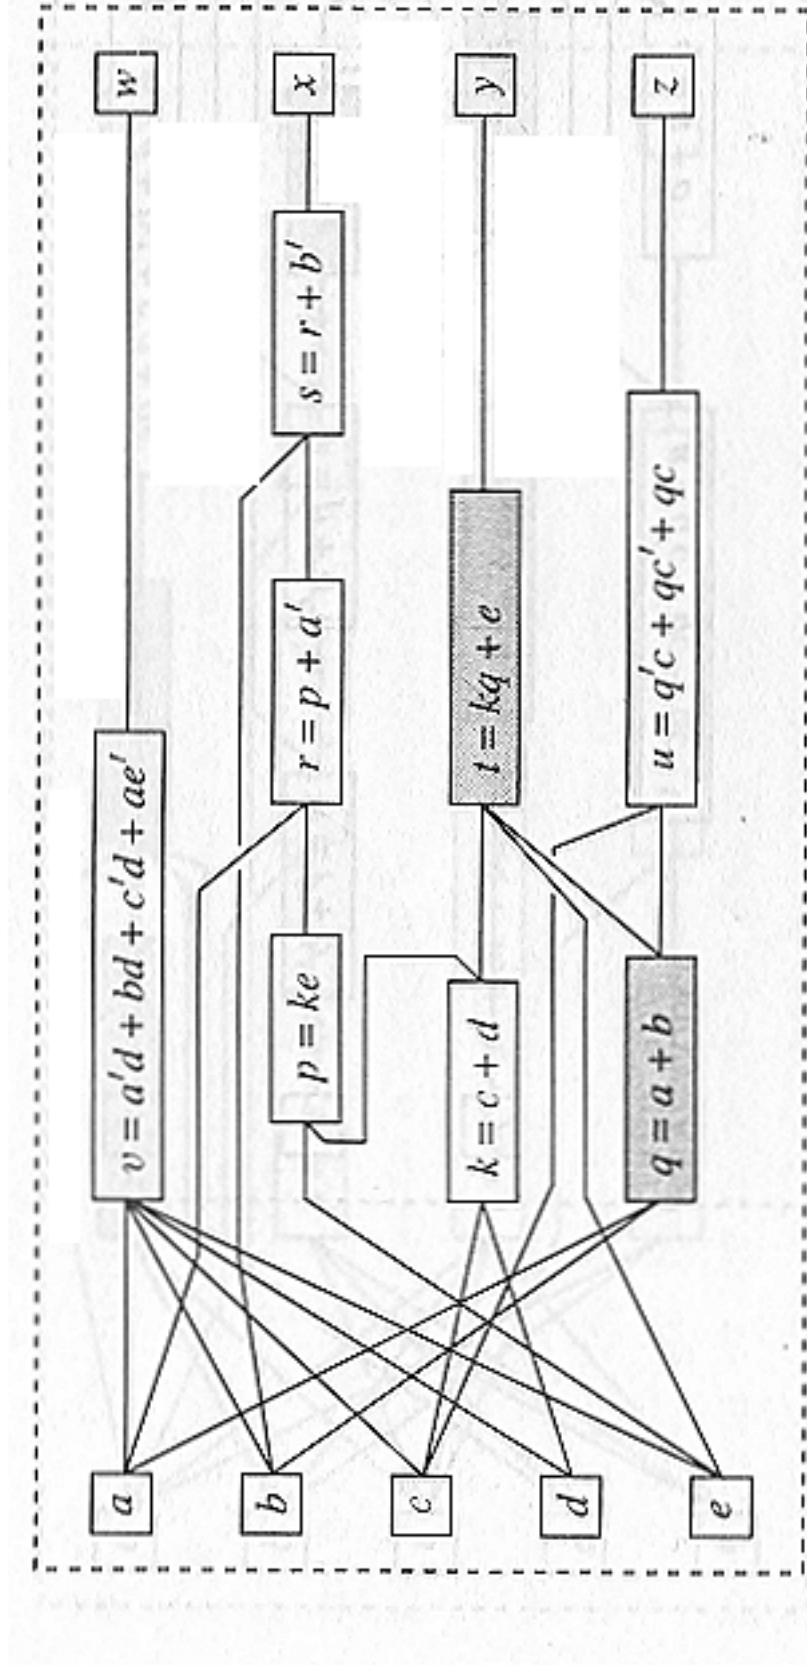 a
b
c
d
e
v = a'd + bd + c'd + ae'
p = ke
k = c + d
q = a + b
r = p + a'
t = kq + e
u = q'c + qc' + qc
s = r + b'
w
x
y
z